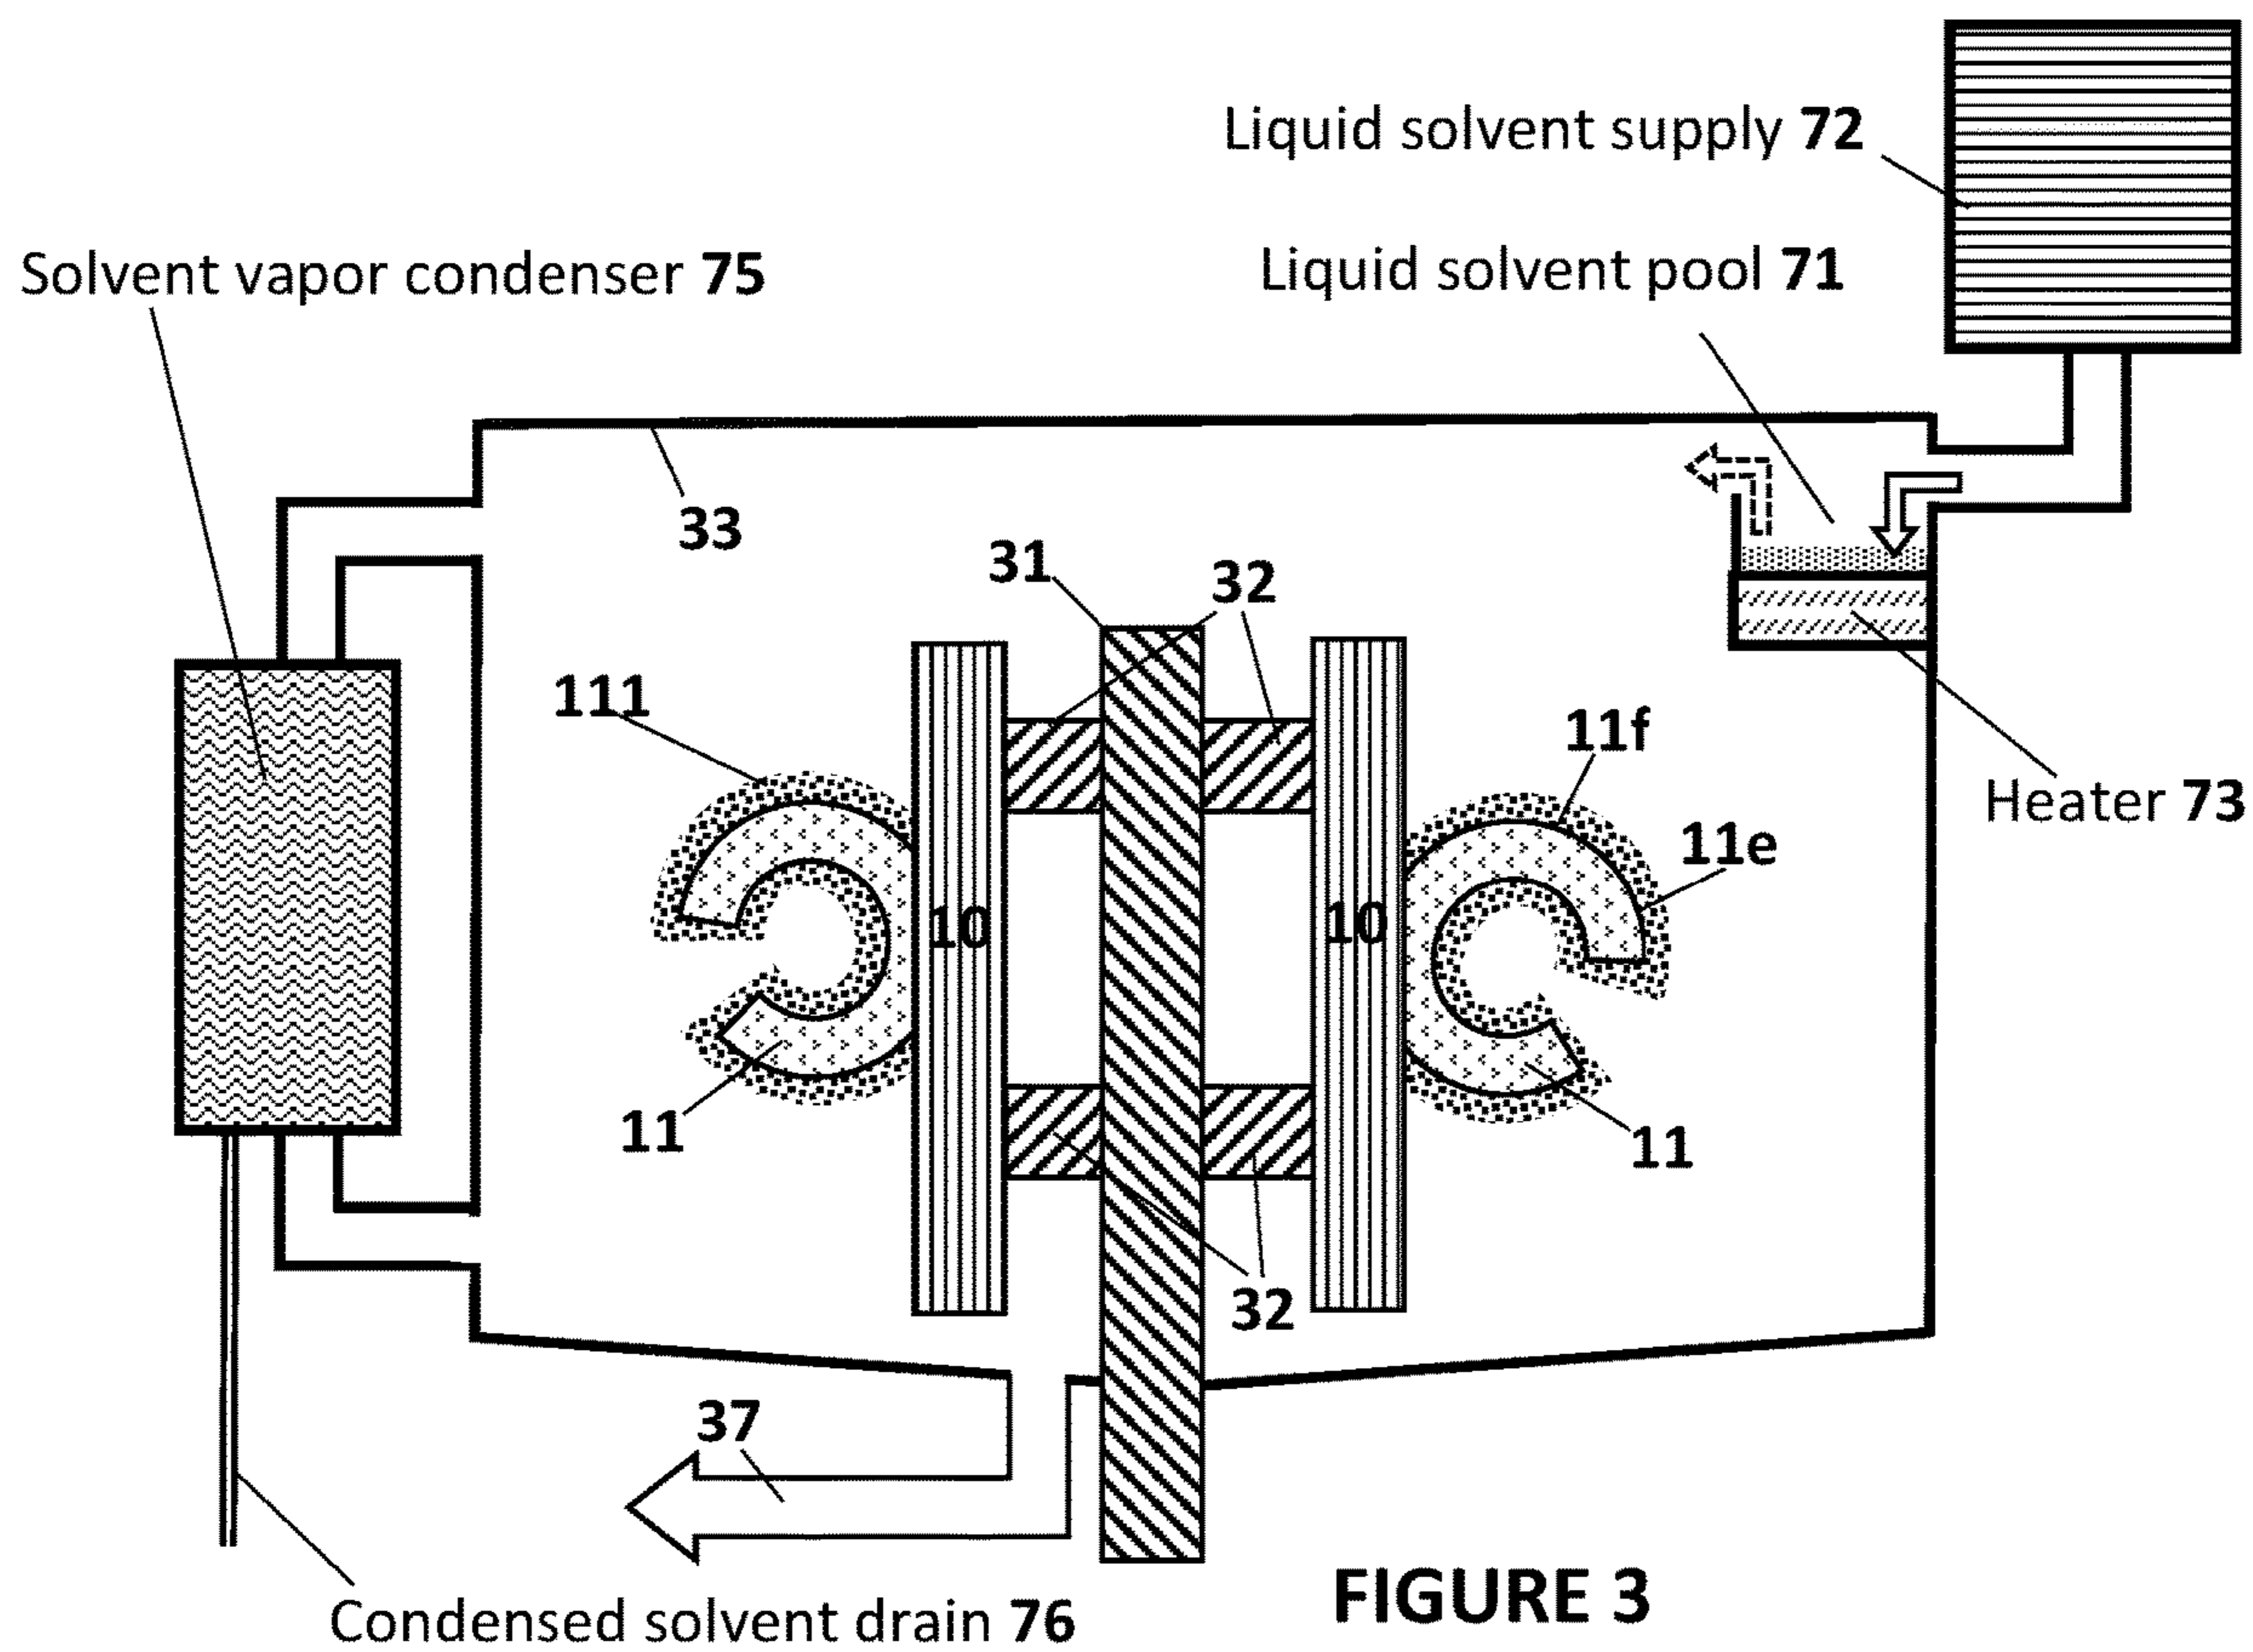 Liquid solvent supply 72
Solvent vapor condenser 75
Liquid solvent pool 71
33
31
32
111
11f
Heater 73
11e
10
10
11
11
32
37
FIGURE 3
Condensed solvent drain 76